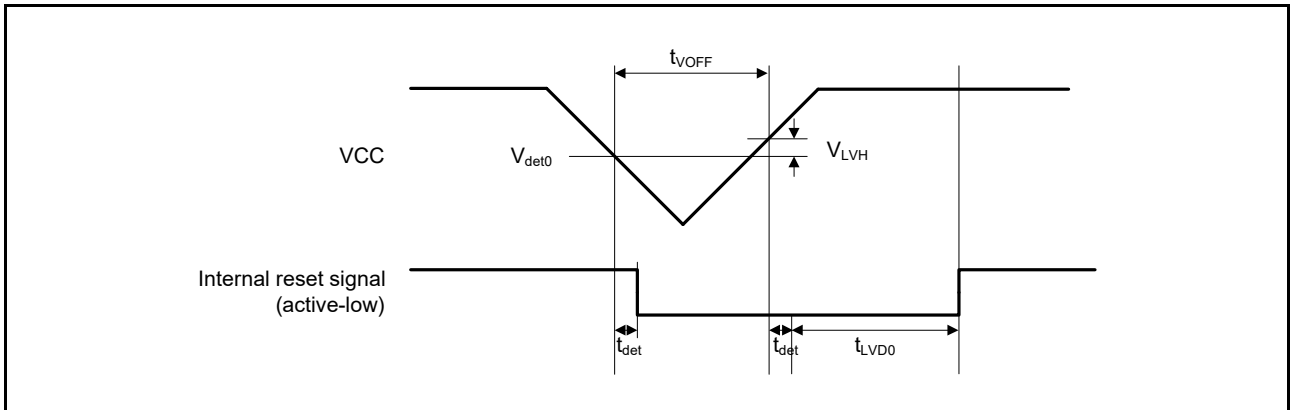 tVOFF
VCC
Vdet0
VLVH
Internal reset signal
(active-low)
tdet
tdet
tLVD0